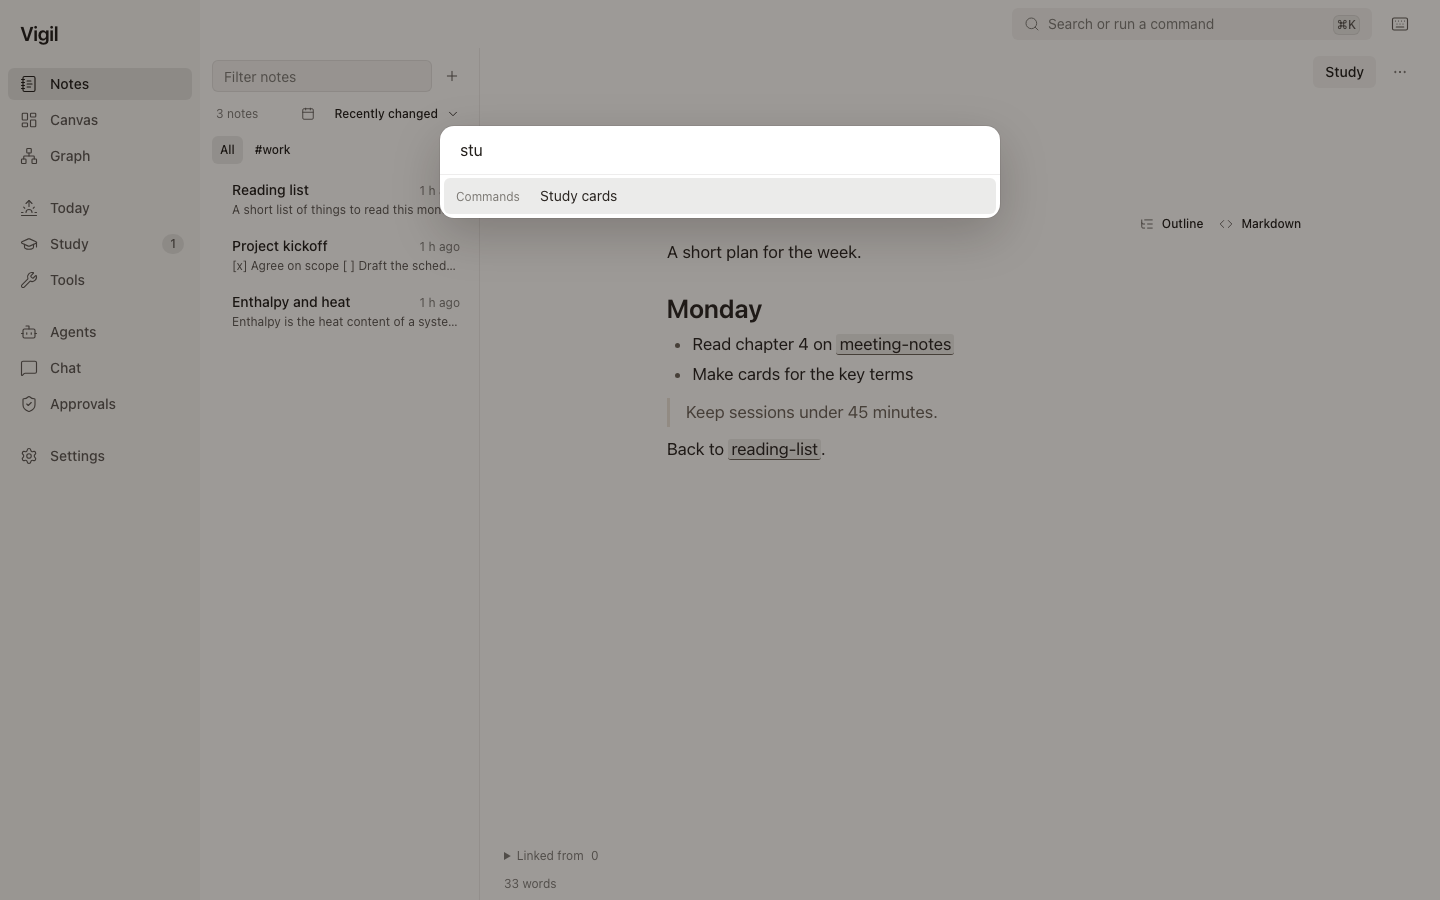 Vigil
Search or run a command ⌘K
Notes
Canvas
Graph
Today
Study 1
Tools
Agents
Chat
Approvals
Settings
Filter notes
3 notes Recently changed
All #work
Reading list 1 h
A short list of things to read this mon
Project kickoff 1 h ago
[x] Agree on scope [ ] Draft the sched…
Enthalpy and heat 1 h ago
Enthalpy is the heat content of a syste…
stu
Commands Study cards
Study
Outline Markdown
A short plan for the week.
Monday
• Read chapter 4 on meeting-notes
• Make cards for the key terms
Keep sessions under 45 minutes.
Back to reading-list.
Linked from 0
33 words